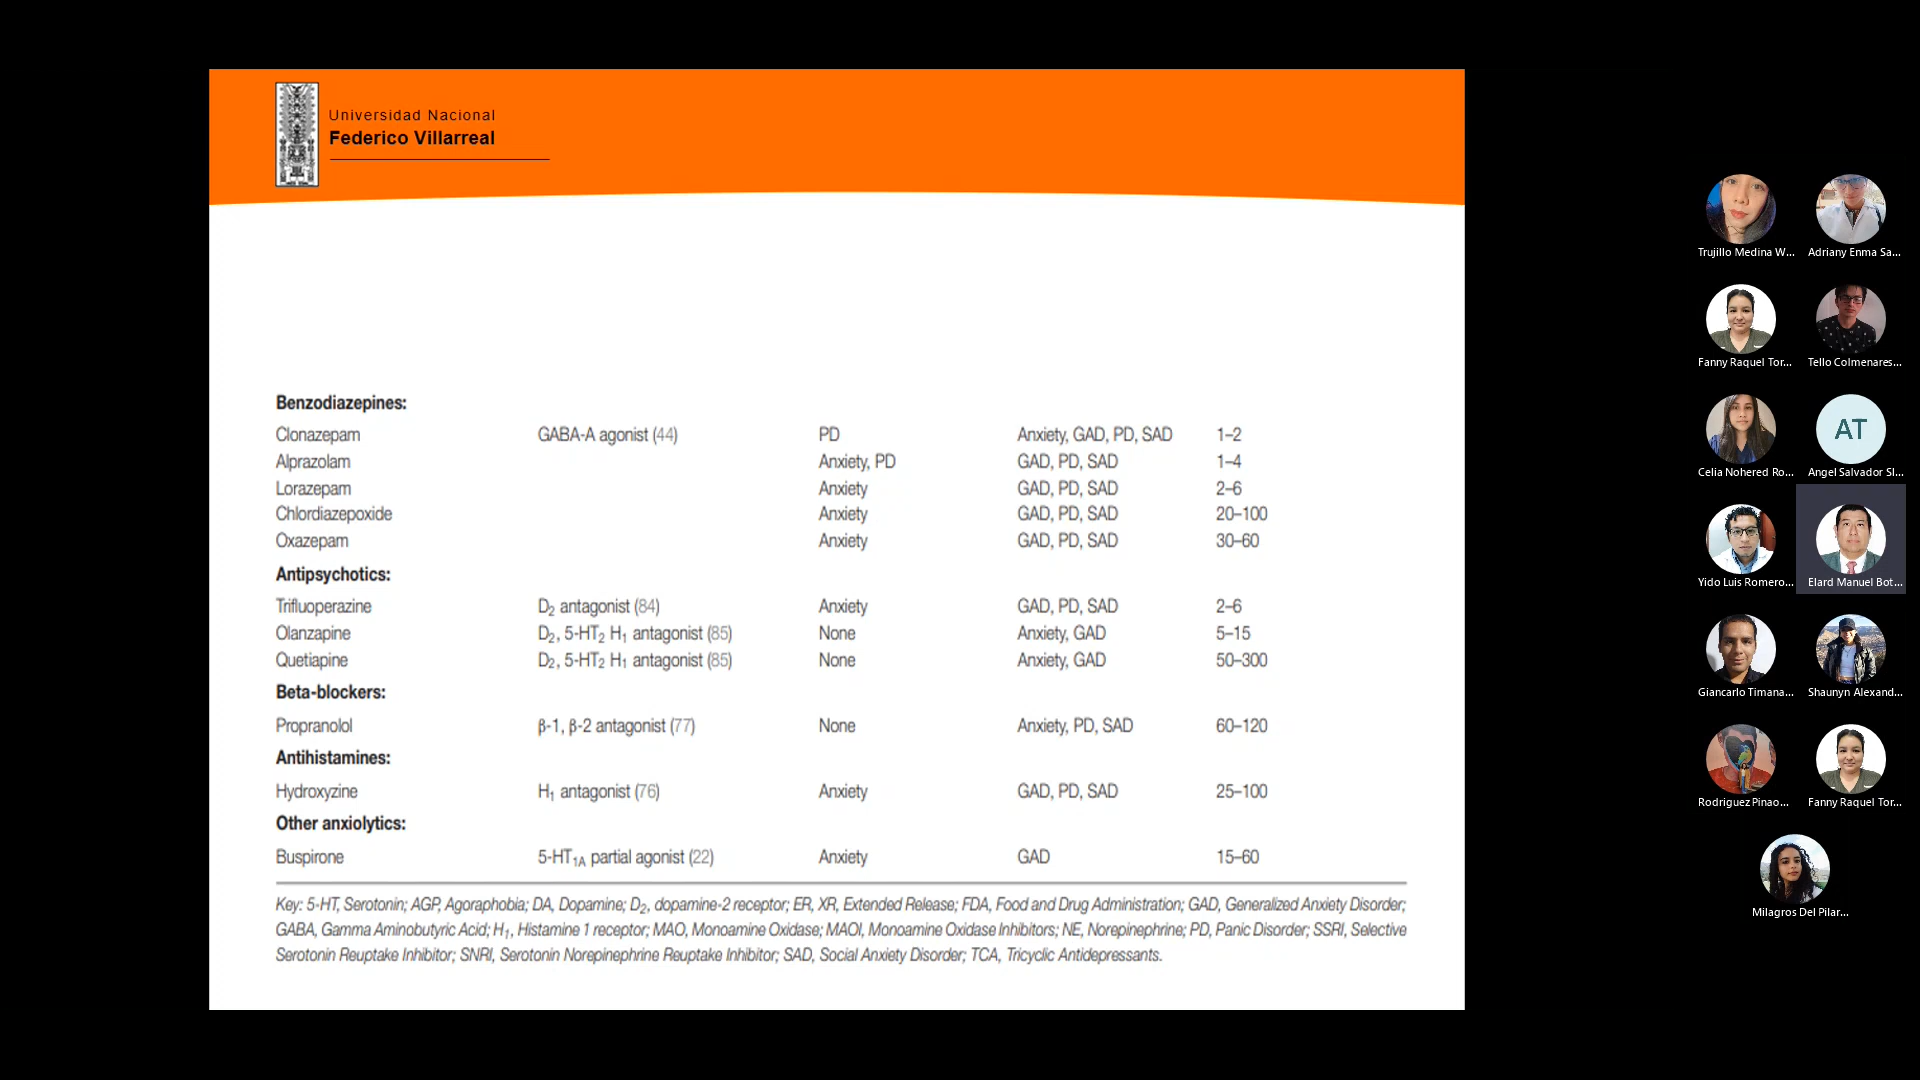 Universidad Nacional
Federico Villarreal
Benzodiazepines:
Clonazepam GABA-A agonist (44) PD Anxiety, GAD, PD, SAD 1–2
Alprazolam Anxiety, PD GAD, PD, SAD 1–4
Lorazepam Anxiety GAD, PD, SAD 2–6
Chlordiazepoxide Anxiety GAD, PD, SAD 20–100
Oxazepam Anxiety GAD, PD, SAD 30–60
Antipsychotics:
Trifluoperazine D2 antagonist (84) Anxiety GAD, PD, SAD 2–6
Olanzapine D2, 5-HT2 H1 antagonist (85) None Anxiety, GAD 5–15
Quetiapine D2, 5-HT2 H1 antagonist (85) None Anxiety, GAD 50–300
Beta-blockers:
Propranolol β-1, β-2 antagonist (77) None Anxiety, PD, SAD 60–120
Antihistamines:
Hydroxyzine H1 antagonist (76) Anxiety GAD, PD, SAD 25–100
Other anxiolytics:
Buspirone 5-HT1A partial agonist (22) Anxiety GAD 15–60
Key: 5-HT, Serotonin; AGP, Agoraphobia; DA, Dopamine; D2, dopamine-2 receptor; ER, XR, Extended Release; FDA, Food and Drug Administration; GAD, Generalized Anxiety Disorder;
GABA, Gamma Aminobutyric Acid; H1, Histamine 1 receptor; MAO, Monoamine Oxidase; MAOI, Monoamine Oxidase Inhibitors; NE, Norepinephrine; PD, Panic Disorder; SSRI, Selective
Serotonin Reuptake Inhibitor; SNRI, Serotonin Norepinephrine Reuptake Inhibitor; SAD, Social Anxiety Disorder; TCA, Tricyclic Antidepressants.
Trujillo Medina W... Adriany Enma Sa...
Fanny Raquel Tor... Tello Colmenares...
AT
Celia Nohered Ro... Angel Salvador SI...
Yido Luis Romero... Elard Manuel Bot...
Giancarlo Timana... Shaunyn Alexand...
Rodriguez Pinao... Fanny Raquel Tor...
Milagros Del Pilar...